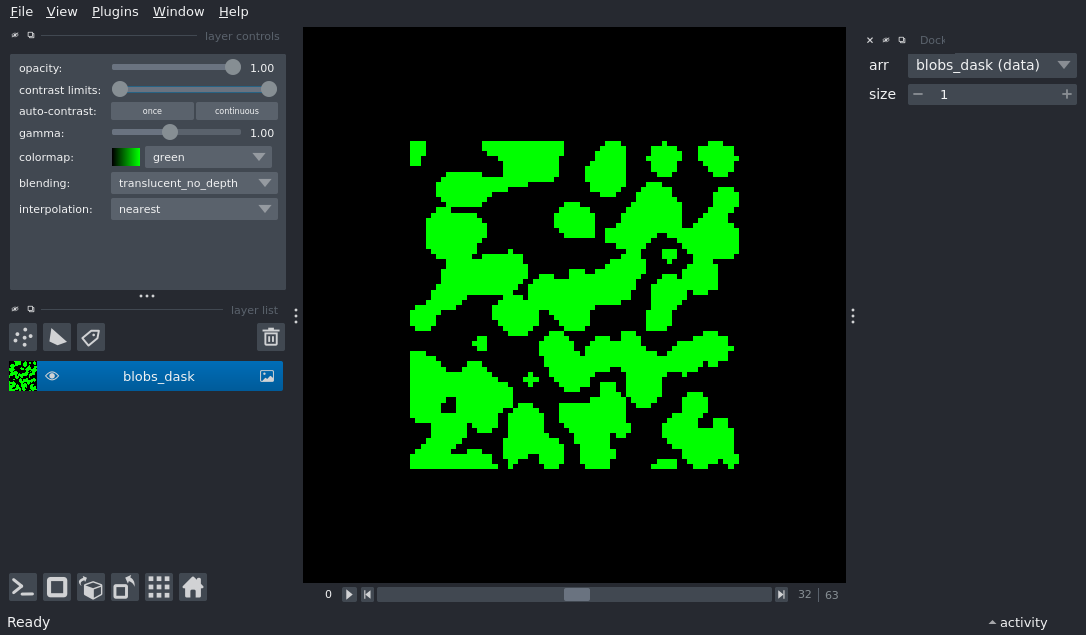 File View Plugins Window Help
layer controls
opacity: 1.00
contrast limits:
auto-contrast: once continuous
gamma: 1.00
colormap: green
blending: translucent_no_depth
interpolation: nearest
layer list
blobs_dask
Dock
arr blobs_dask (data)
size 1
0 32 63
Ready activity